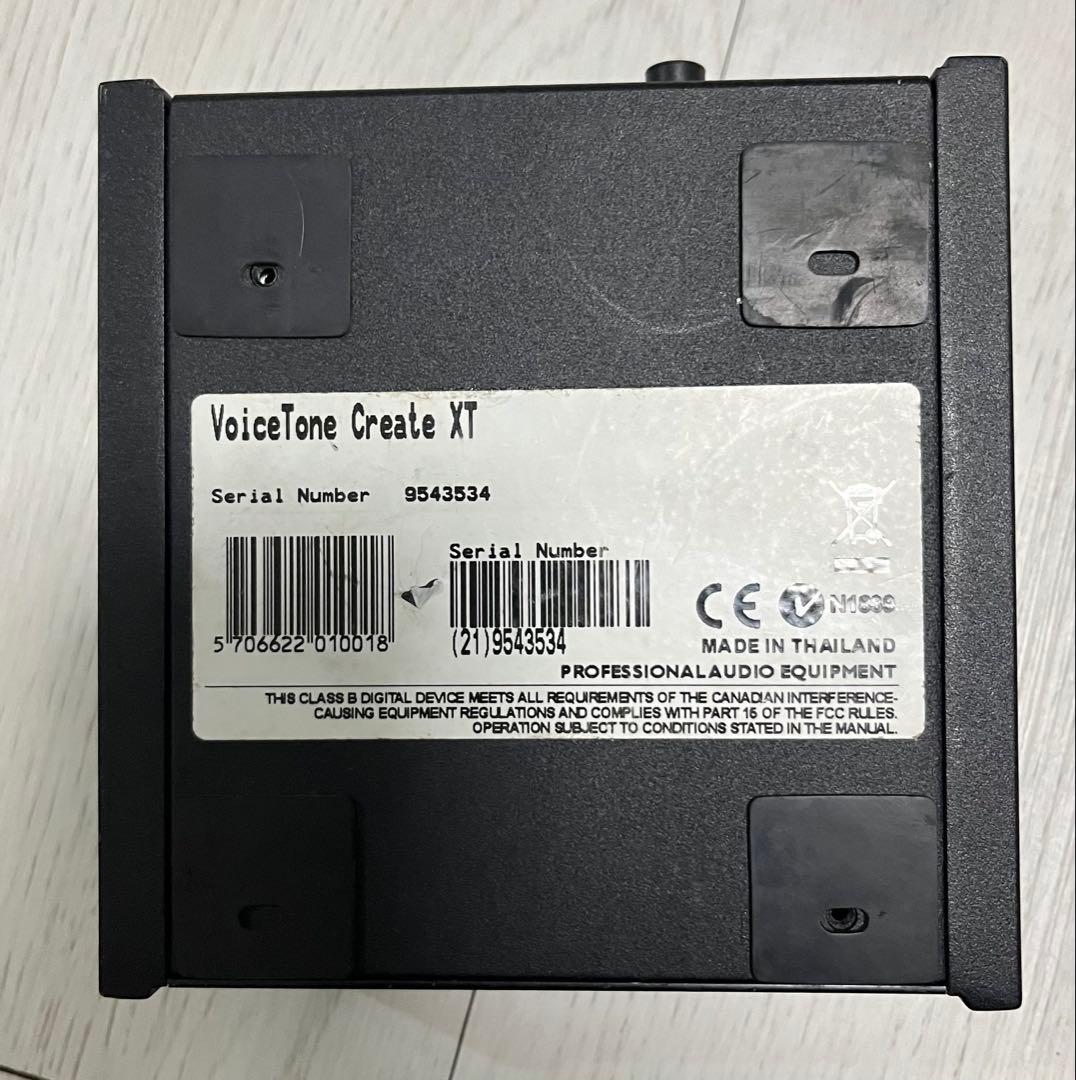 VoiceTone Create XT
Serial Number 9543534
Serial Number
5 706622 010018
(21)9543534
CE N1839
MADE IN THAILAND
PROFESSIONAL AUDIO EQUIPMENT
THIS CLASS B DIGITAL DEVICE MEETS ALL REQUIREMENTS OF THE CANADIAN INTERFERENCE-
CAUSING EQUIPMENT REGULATIONS AND COMPLIES WITH PART 15 OF THE FCC RULES.
OPERATION SUBJECT TO CONDITIONS STATED IN THE MANUAL.